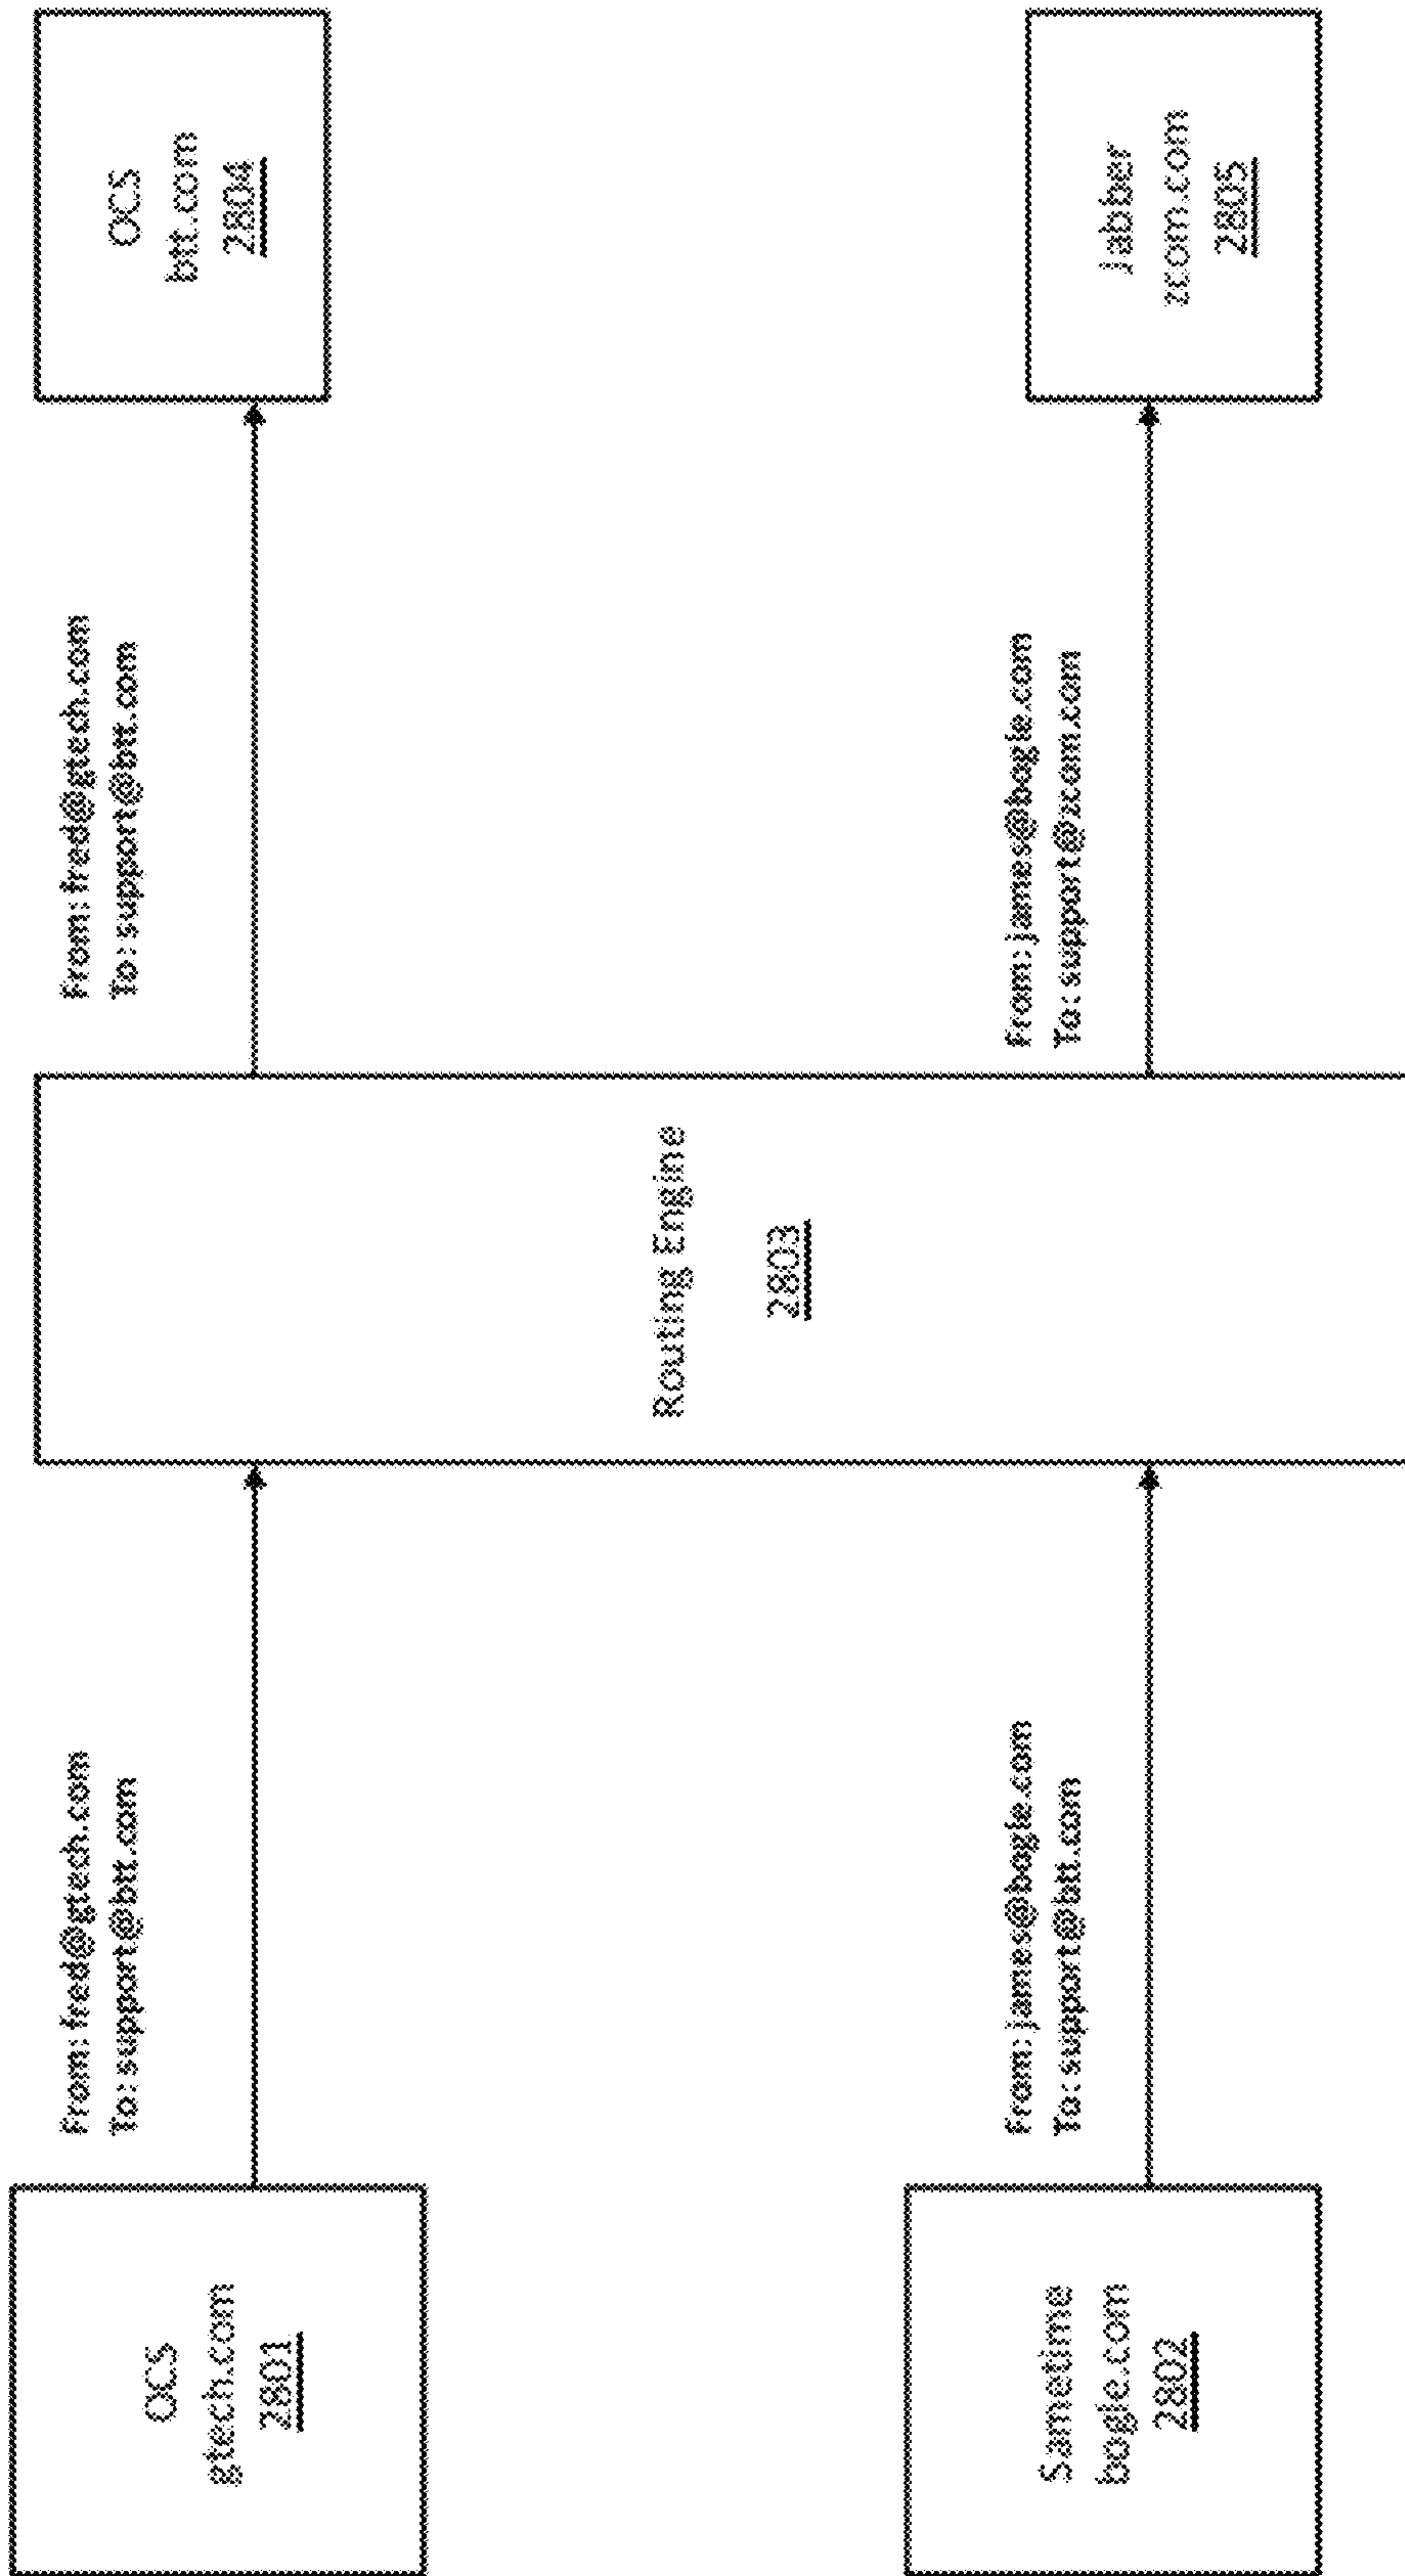 OCS
gtech.com
2801
From: fred@gtech.com
To: support@btt.com
Routing Engine
2803
From: fred@gtech.com
To: support@btt.com
OCS
btt.com
2804
Sametime
bogle.com
2802
From: james@bogle.com
To: support@btt.com
From: james@bogle.com
To: support@zcom.com
Jabber
zcom.com
2805